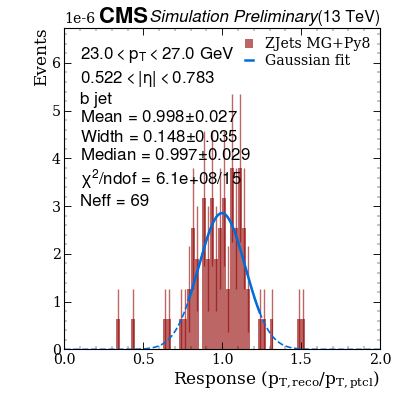 1e-6 CMS Simulation Preliminary (13 TeV)
Events
ZJets MG+Py8
Gaussian fit
23.0 < p_T < 27.0 GeV
0.522 < |η| < 0.783
b jet
Mean = 0.998±0.027
Width = 0.148±0.035
Median = 0.997±0.029
χ²/ndof = 6.1e+08/15
Neff = 69
6
5
4
3
2
1
0
0.0 0.5 1.0 1.5 2.0
Response (p_T,reco/p_T,ptcl)